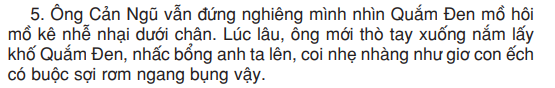 5. Ông Cản Ngũ vẫn đứng nghiêng mình nhìn Quắm Đen mồ hôi
mồ kê nhễ nhại dưới chân. Lúc lâu, ông mới thò tay xuống nắm lấy
khố Quắm Đen, nhấc bổng anh ta lên, coi nhẹ nhàng như giơ con ếch
có buộc sợi rơm ngang bụng vậy.